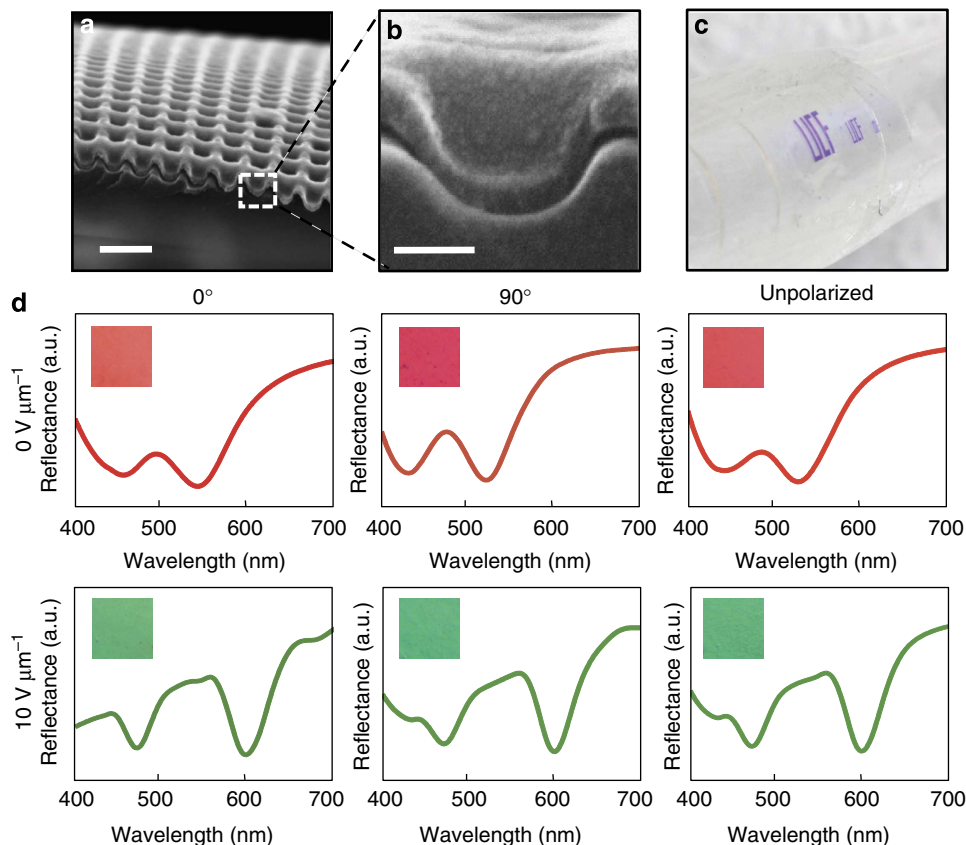 a
b
c
UCF
UCF
d
0°
90°
Unpolarized
0 V μm⁻¹
Reflectance (a.u.)
400 500 600 700
Wavelength (nm)
Reflectance (a.u.)
400 500 600 700
Wavelength (nm)
Reflectance (a.u.)
400 500 600 700
Wavelength (nm)
10 V μm⁻¹
Reflectance (a.u.)
400 500 600 700
Wavelength (nm)
Reflectance (a.u.)
400 500 600 700
Wavelength (nm)
Reflectance (a.u.)
400 500 600 700
Wavelength (nm)